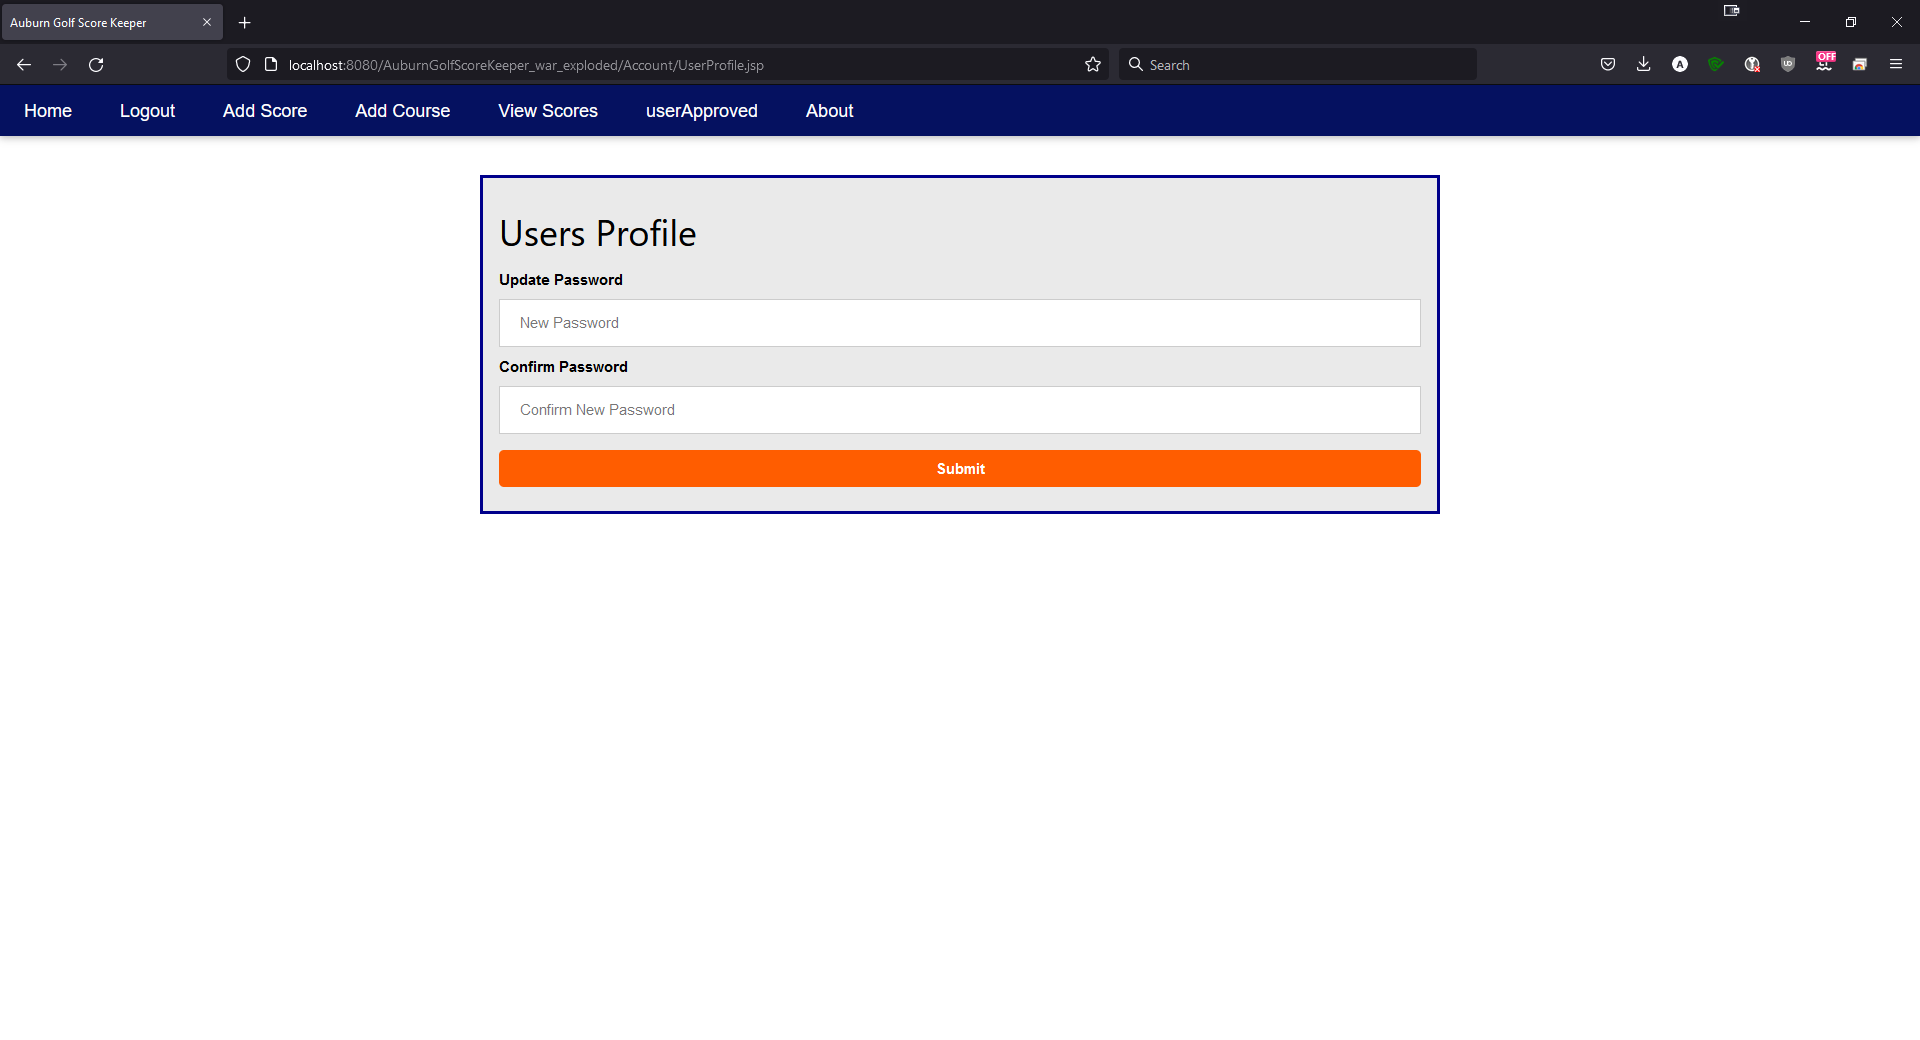 Auburn Golf Score Keeper
localhost:8080/AuburnGolfScoreKeeper_war_exploded/Account/UserProfile.jsp
Search
OFF
Home Logout Add Score Add Course View Scores userApproved About
Users Profile
Update Password
New Password
Confirm Password
Confirm New Password
Submit